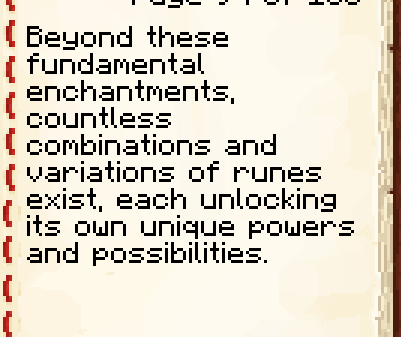 Beyond these
fundamental
enchantments,
countless
combinations and
variations of runes
exist, each unlocking
its own unique powers
and possibilities.